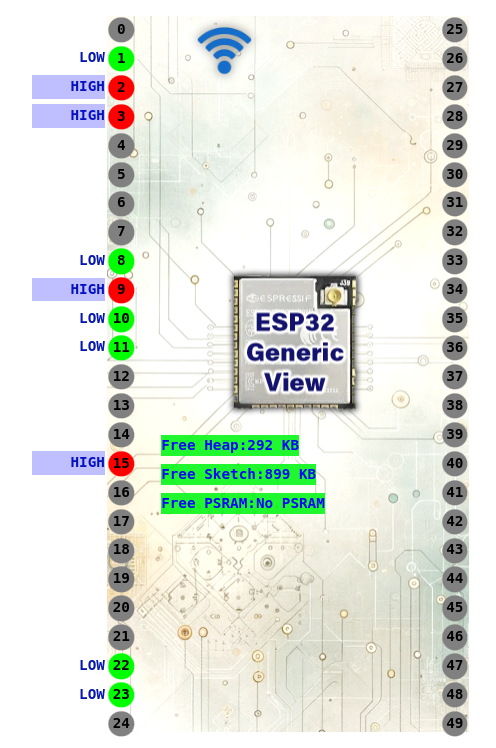 0 25
LOW 1 26
HIGH 2 27
HIGH 3 28
4 29
5 30
6 31
7 32
LOW 8 33
HIGH 9 34
ESPRESSIF
LOW 10 35
ESP32
LOW 11 36
Generic
View
12 37
13 38
14 39
Free Heap:292 KB
HIGH 15 40
Free Sketch:899 KB
16 41
Free PSRAM:No PSRAM
17 42
18 43
19 44
20 45
21 46
LOW 22 47
LOW 23 48
24 49